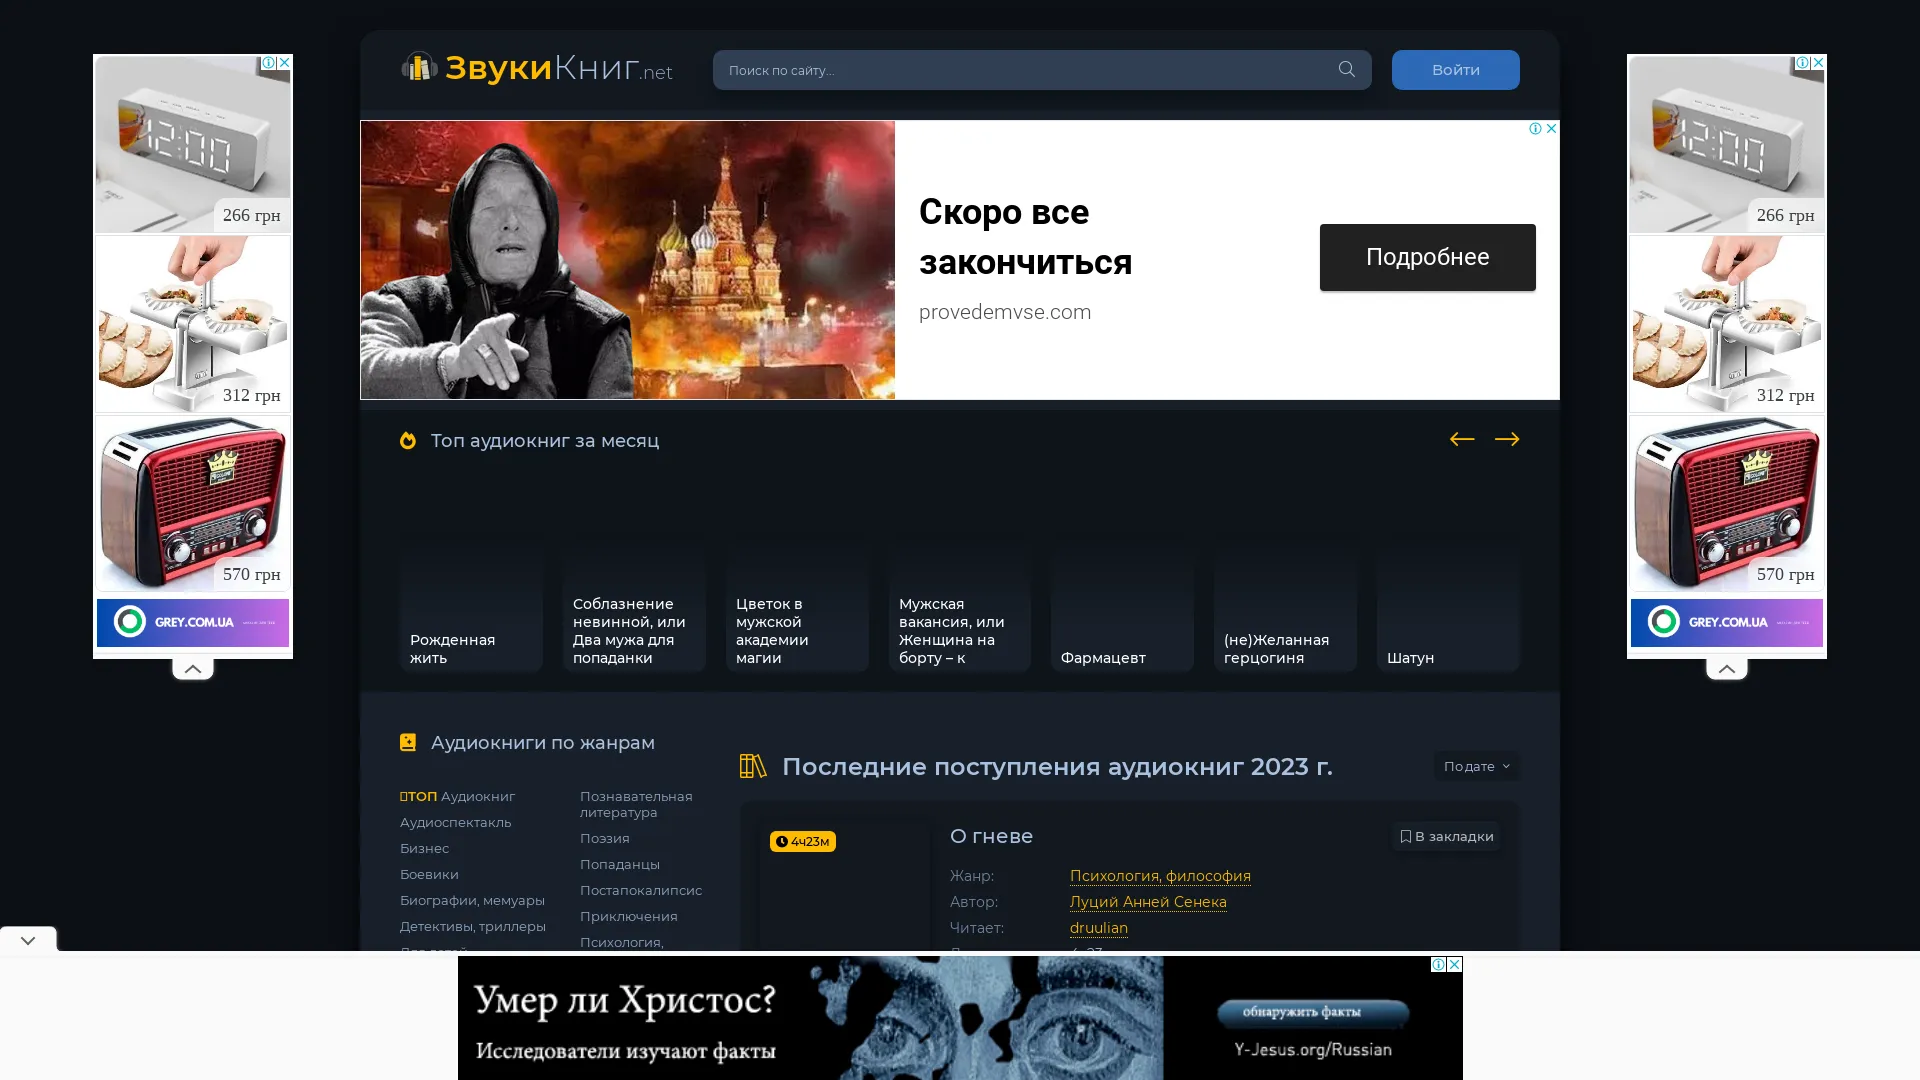 ЗвукиКниг.net
Поиск по сайту...
Войти
12:00
266 грн
312 грн
570 грн
GREY.COM.UA
Скоро все
закончиться
provedemvse.com
Подробнее
12:00
266 грн
312 грн
570 грн
GREY.COM.UA
Топ аудиокниг за месяц
Рожденная
жить
Соблазнение
невинной, или
Два мужа для
попаданки
Цветок в
мужской
академии
магии
Мужская
вакансия, или
Женщина на
борту – к
Фармацевт
(не)Желанная
герцогиня
Шатун
Аудиокниги по жанрам
ТОП Аудиокниг
Аудиоспектакль
Бизнес
Боевики
Биографии, мемуары
Детективы, триллеры
Познавательная
литература
Поэзия
Попаданцы
Постапокалипсис
Приключения
Психология,
Последние поступления аудиокниг 2023 г.
По дате
4ч23м
О гневе
В закладки
Жанр: Психология, философия
Автор: Луций Анней Сенека
Читает: druulian
Умер ли Христос?
Исследователи изучают факты
обнаружить факты
Y-Jesus.org/Russian